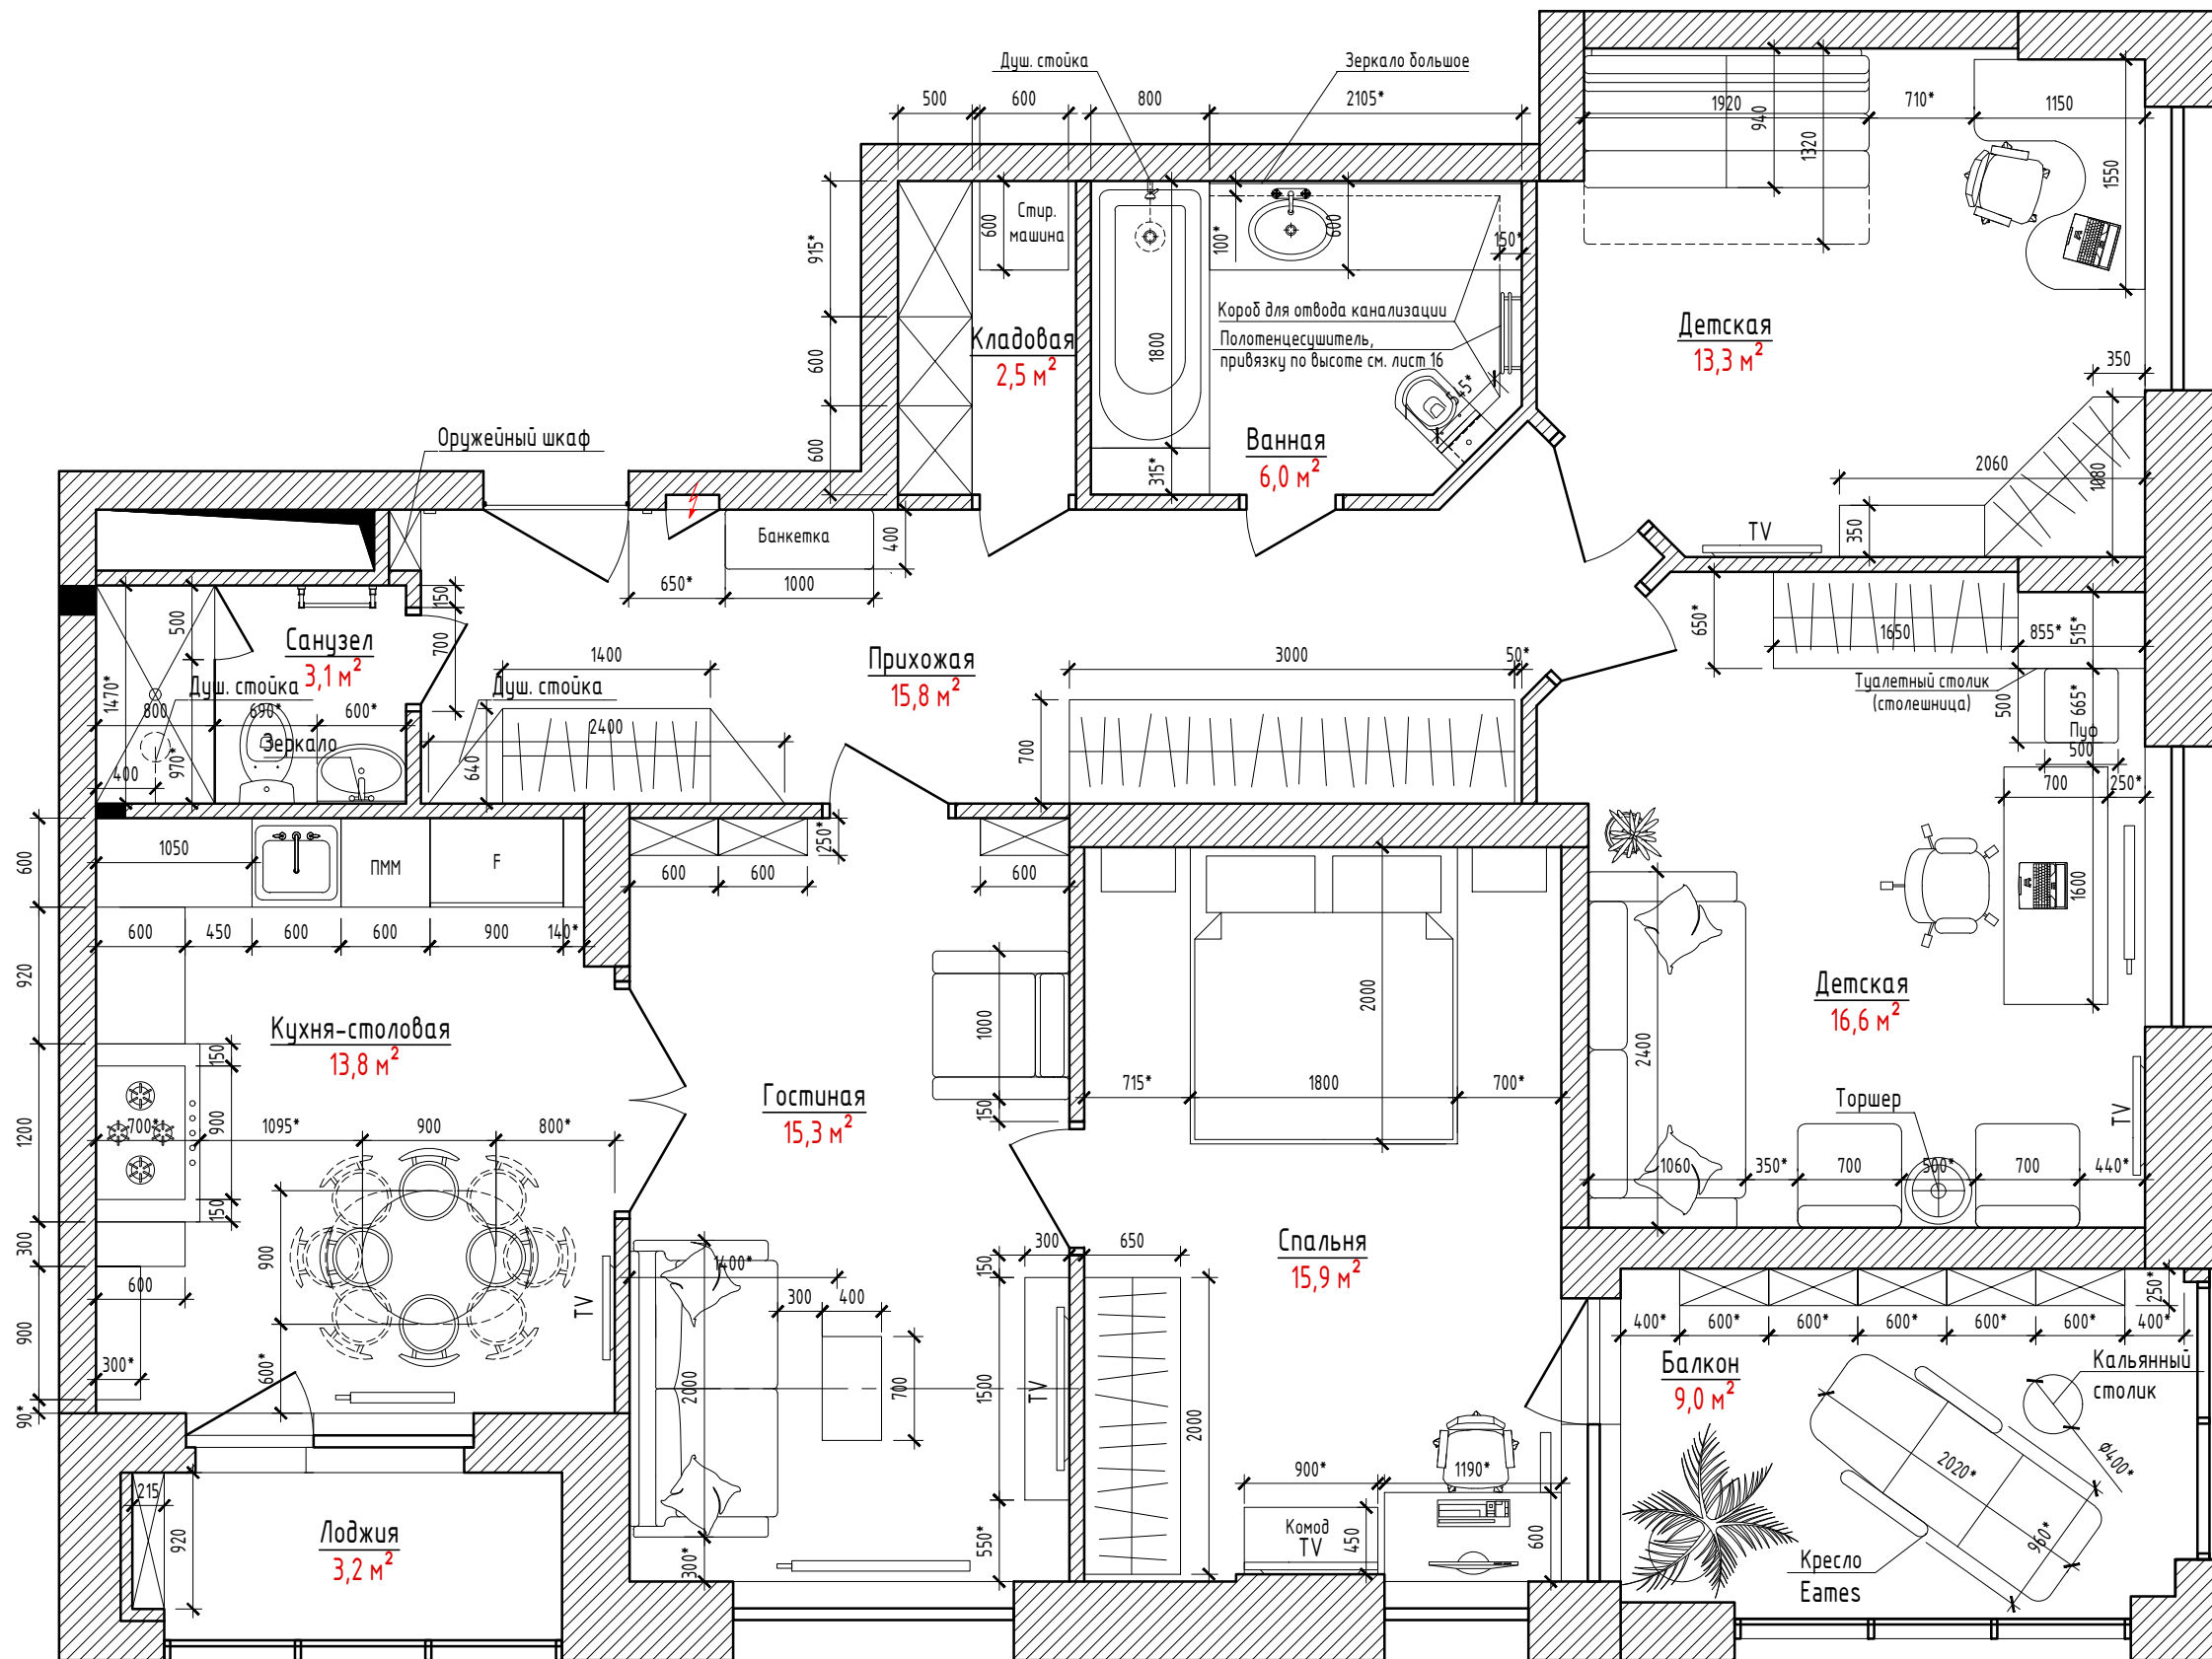 Душ. стойка
Зеркало большое
500
600
800
2105*
1920
940
1320
710*
1150
1550
915*
600
600
600
Стир.
машина
100*
600
150*
Короб для отвода канализации
Полотенцесушитель,
привязку по высоте см. лист 16
Кладовая
2,5 м²
1800
315*
545*
Ванная
6,0 м²
Детская
13,3 м²
350
2060
1080
350
TV
Оружейный шкаф
Банкетка
400
650*
1000
150
700
500
1470*
Санузел
3,1 м²
Душ. стойка
800
690*
600*
Зеркало
400
970*
1400
Душ. стойка
2400
640
Прихожая
15,8 м²
3000
50*
700
650*
1650
855*
515*
Туалетный столик
(столешница)
500
665*
Пуф
500
700
250*
1600
600
1050
ПММ
F
600
450
600
600
900
140*
920
250*
600
600
600
Кухня-столовая
13,8 м²
150
900
150
1200
700*
1095*
900
800*
300
600
900
900
600*
300*
90*
TV
Гостиная
15,3 м²
1000
150
1400*
300
400
700
2000
300*
300
150
1500
TV
550*
2000
715*
1800
700*
650
2000
Спальня
15,9 м²
900*
1190*
Комод
TV
450
600
Детская
16,6 м²
2400
Торшер
TV
1060
350*
700
500*
700
440*
250*
400*
600*
600*
600*
600*
600*
400*
Балкон
9,0 м²
Кальянный
столик
ø400*
2020*
960*
Кресло
Eames
215
920
Лоджия
3,2 м²